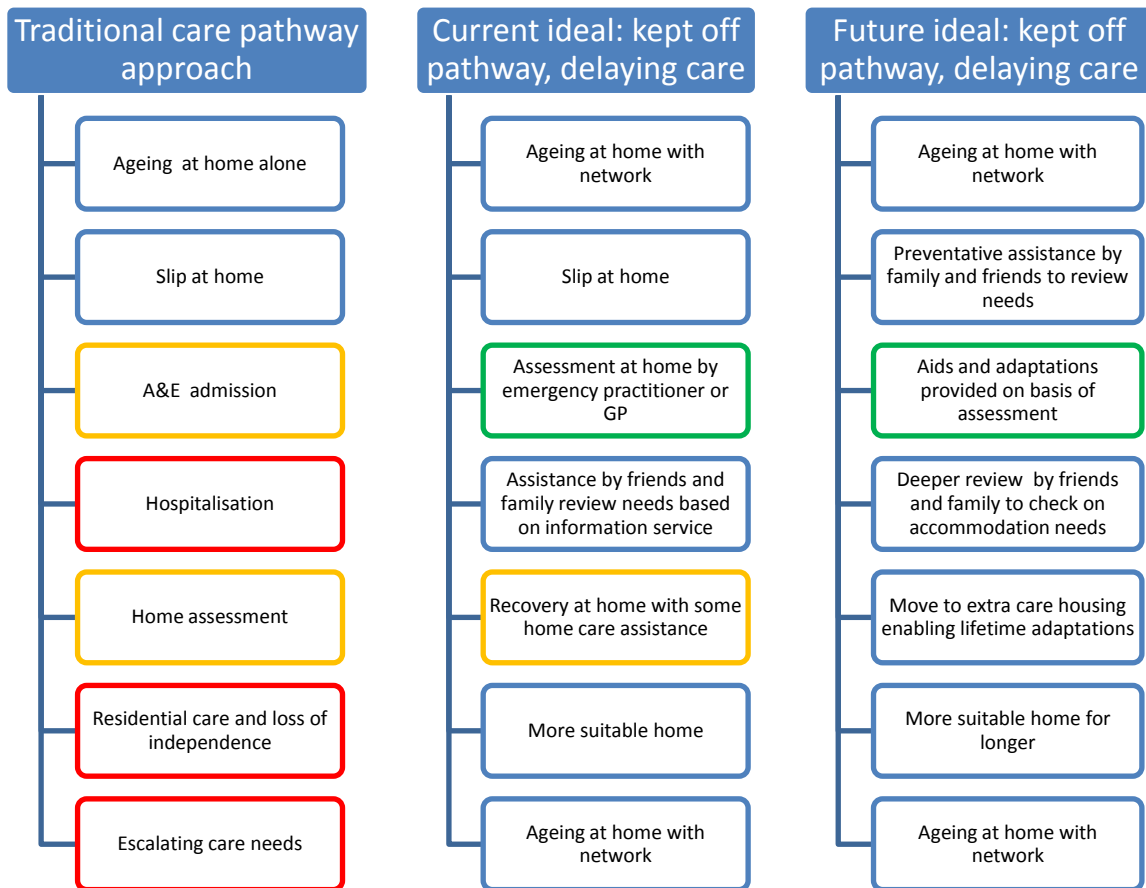 Traditional care pathway
approach
Ageing at home alone
Slip at home
A&E admission
Hospitalisation
Home assessment
Residential care and loss of
independence
Escalating care needs
Current ideal: kept off
pathway, delaying care
Ageing at home with
network
Slip at home
Assessment at home by
emergency practitioner or
GP
Assistance by friends and
family review needs based
on information service
Recovery at home with some
home care assistance
More suitable home
Ageing at home with
network
Future ideal: kept off
pathway, delaying care
Ageing at home with
network
Preventative assistance by
family and friends to review
needs
Aids and adaptations
provided on basis of
assessment
Deeper review by friends
and family to check on
accommodation needs
Move to extra care housing
enabling lifetime adaptations
More suitable home for
longer
Ageing at home with
network